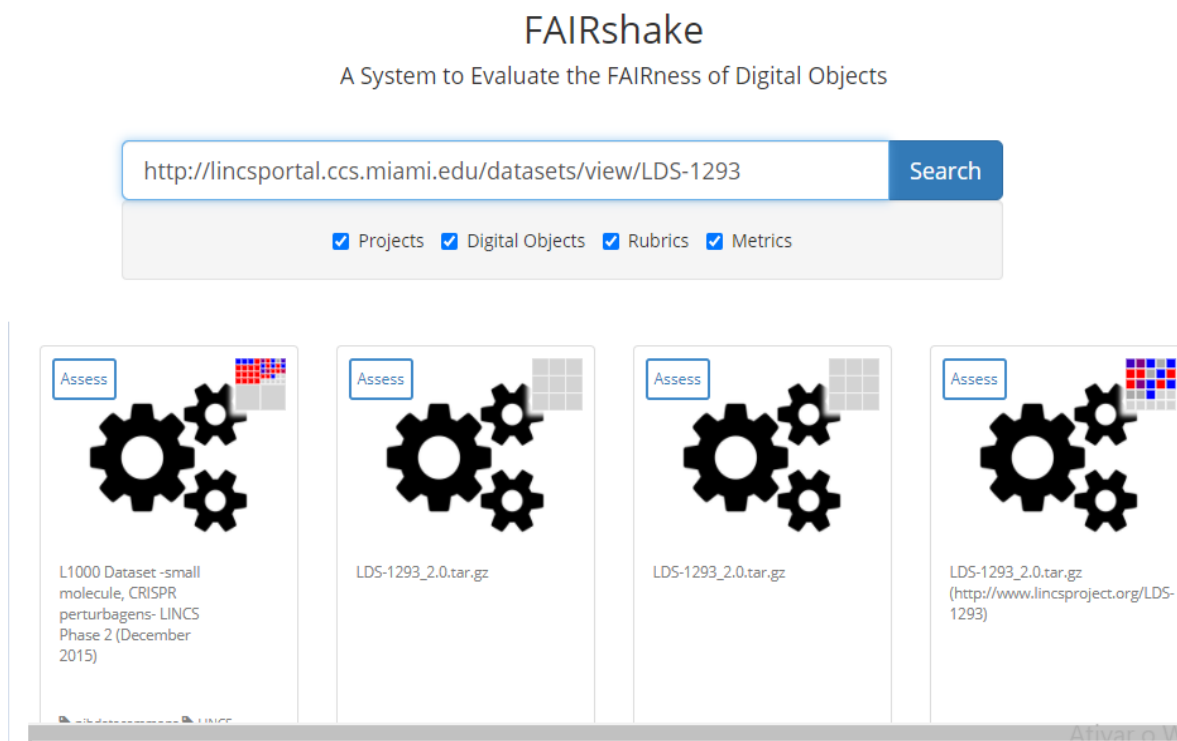 FAIRshake
A System to Evaluate the FAIRness of Digital Objects
http://lincsportal.ccs.miami.edu/datasets/view/LDS-1293
Search
Projects Digital Objects Rubrics Metrics
Assess
L1000 Dataset -small
molecule, CRISPR
perturbagens- LINCS
Phase 2 (December
2015)
Assess
LDS-1293_2.0.tar.gz
Assess
LDS-1293_2.0.tar.gz
Assess
LDS-1293_2.0.tar.gz
(http://www.lincsproject.org/LDS-
1293)
Ativar o